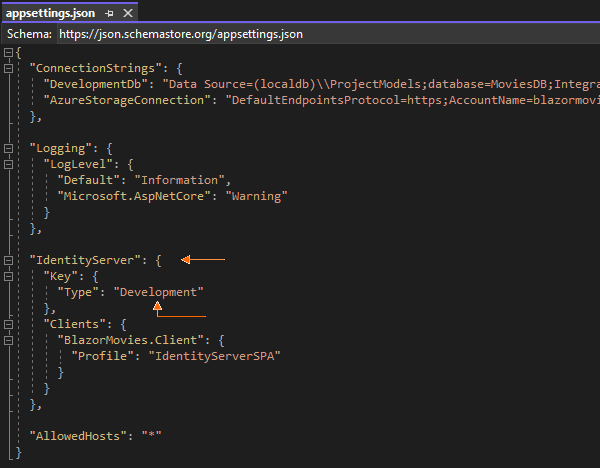 appsettings.json
Schema: https://json.schemastore.org/appsettings.json
{
"ConnectionStrings": {
"DevelopmentDb": "Data Source=(localdb)\\ProjectModels;database=MoviesDB;Integra
"AzureStorageConnection": "DefaultEndpointsProtocol=https;AccountName=blazormovi
},
"Logging": {
"LogLevel": {
"Default": "Information",
"Microsoft.AspNetCore": "Warning"
}
},
"IdentityServer": {
"Key": {
"Type": "Development"
},
"Clients": {
"BlazorMovies.Client": {
"Profile": "IdentityServerSPA"
}
}
},
"AllowedHosts": "*"
}